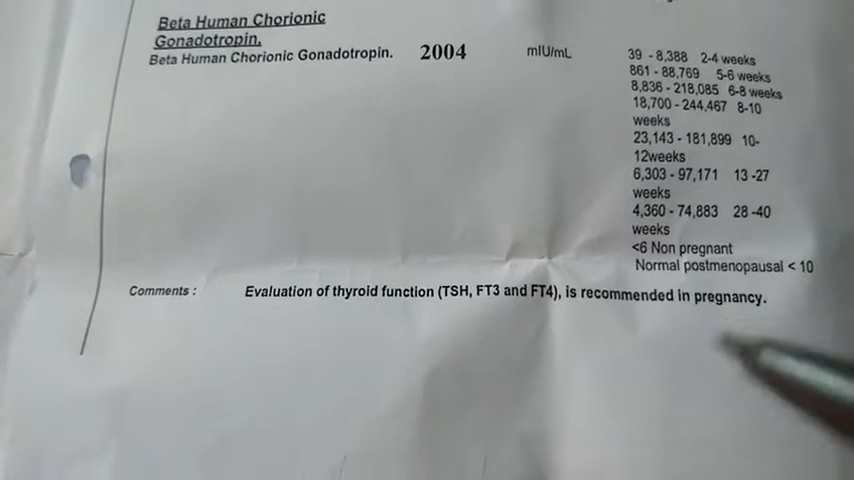 Beta Human Chorionic
Gonadotropin.
Beta Human Chorionic Gonadotropin. 2004 mIU/mL 39 - 8,388 2-4 weeks
861 - 88,769 5-6 weeks
8,836 - 218,085 6-8 weeks
18,700 - 244,467 8-10
weeks
23,143 - 181,899 10-
12weeks
6,303 - 97,171 13 -27
weeks
4,360 - 74,883 28 -40
weeks
<6 Non pregnant
Normal postmenopausal < 10
Comments : Evaluation of thyroid function (TSH, FT3 and FT4), is recommended in pregnancy.